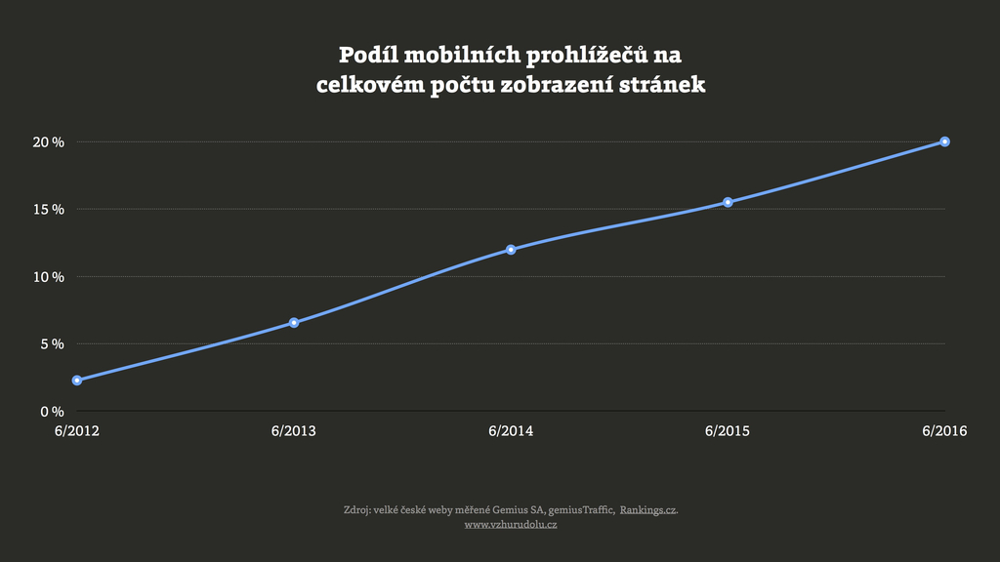 Podíl mobilních prohlížečů na
celkovém počtu zobrazení stránek
20 %
15 %
10 %
5 %
0 %
6/2012
6/2013
6/2014
6/2015
6/2016
Zdroj: velké české weby měřené Gemius SA, gemiusTraffic, Rankings.cz.
www.vzhurudolu.cz